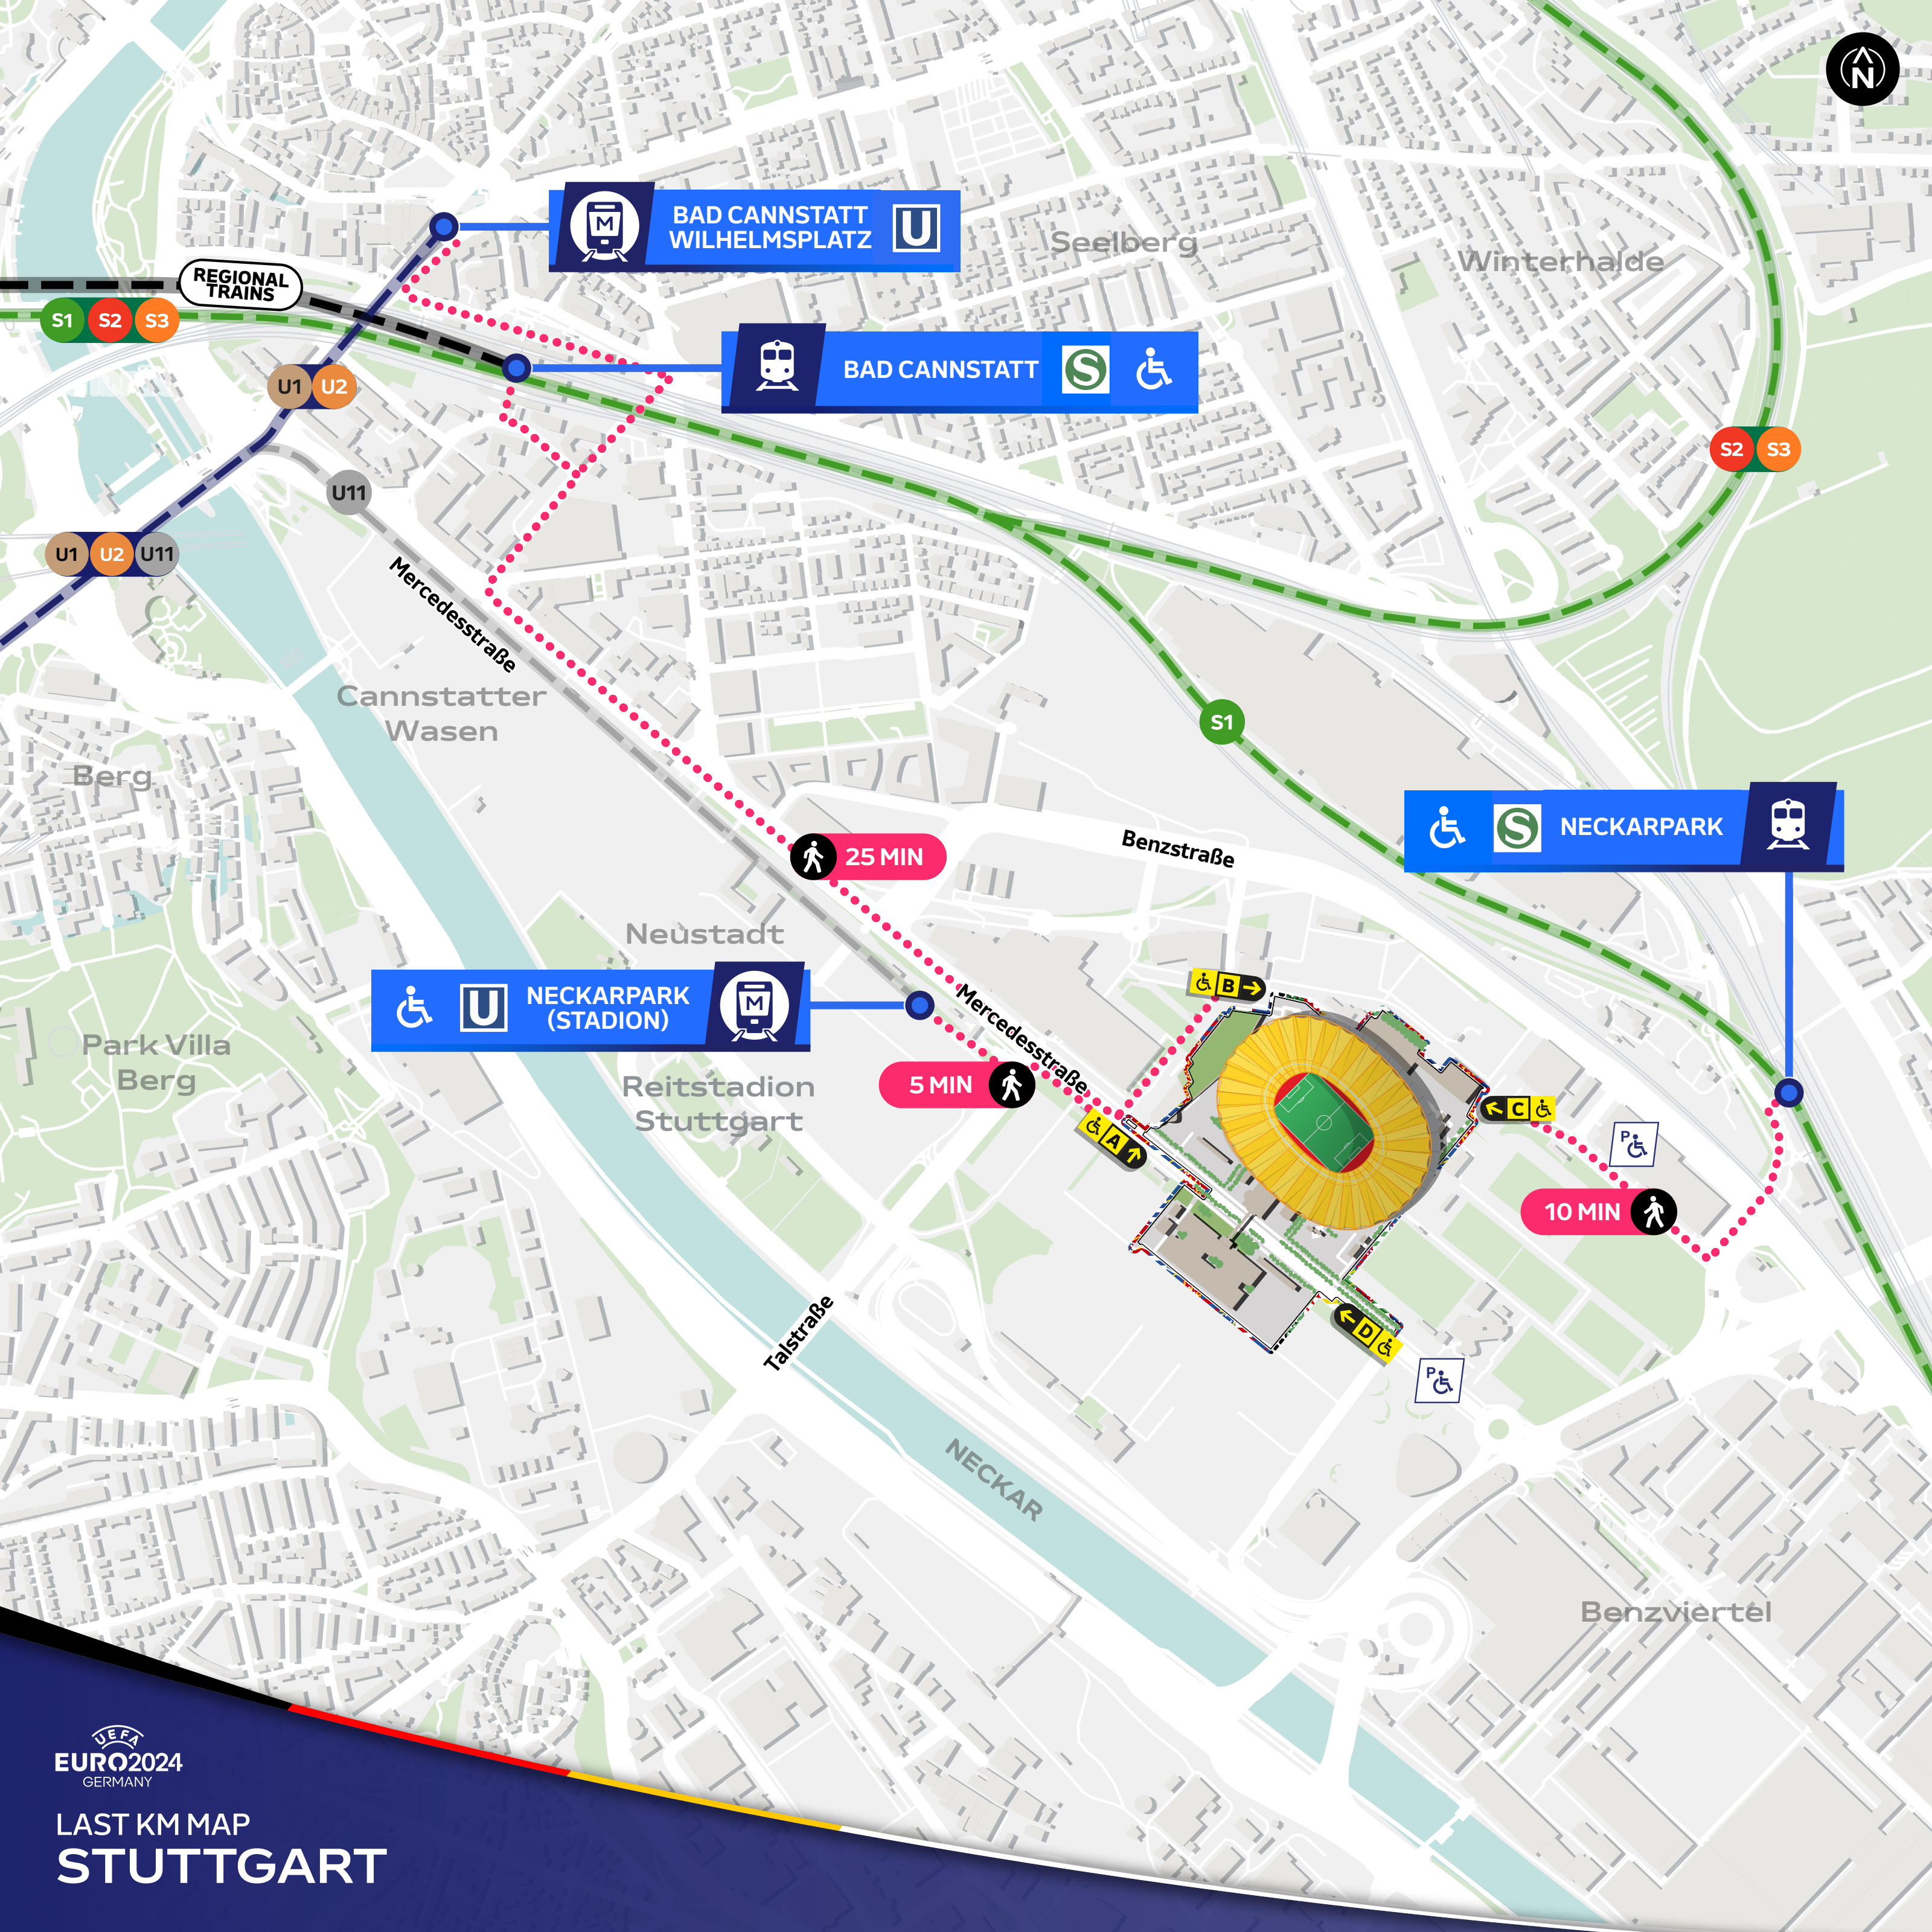 N
BAD CANNSTATT
WILHELMSPLATZ
M
U
Seelberg
Winterhalde
REGIONAL
TRAINS
S1 S2 S3
BAD CANNSTATT
S
U1 U2
S2 S3
U11
U1 U2 U11
Mercedesstraße
Cannstatter
Wasen
S1
Berg
25 MIN
Benzstraße
S
NECKARPARK
Neustadt
U
NECKARPARK
(STADION)
M
Mercedesstraße
B
Park Villa
Berg
Reitstadion
Stuttgart
5 MIN
A
C
P
10 MIN
Talstraße
D
P
NECKAR
Benzviertel
UEFA
EURO2024
GERMANY
LAST KM MAP
STUTTGART